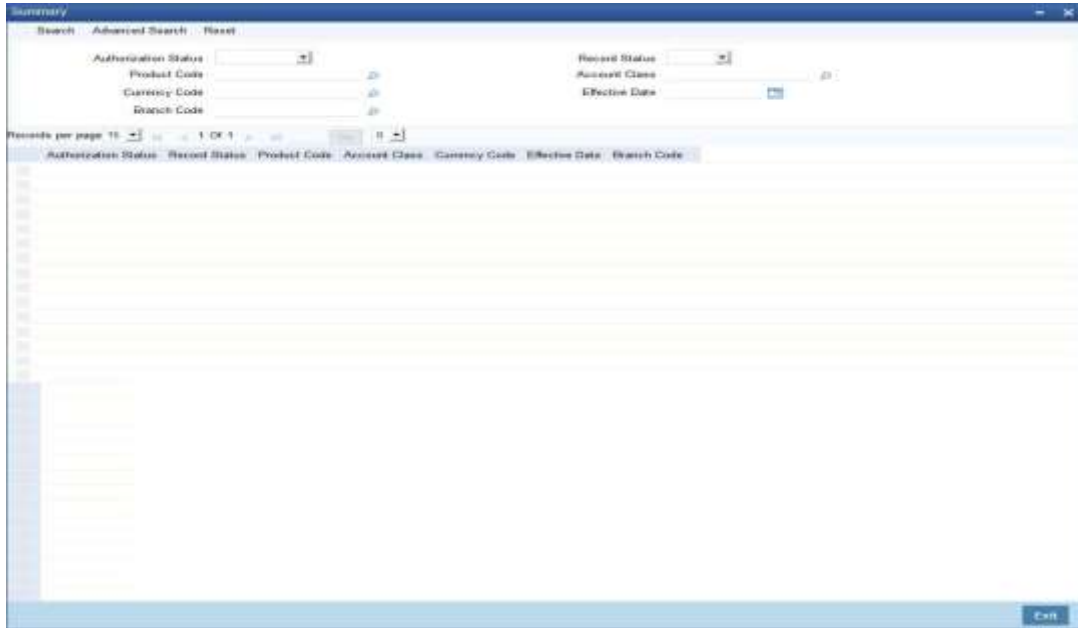 Summary
Search Advanced Search Reset
Authorization Status Record Status
Product Code Account Class
Currency Code Effective Date
Branch Code
Records per page 15 1 Of 1 0
Authorization Status Record Status Product Code Account Class Currency Code Effective Date Branch Code
Exit